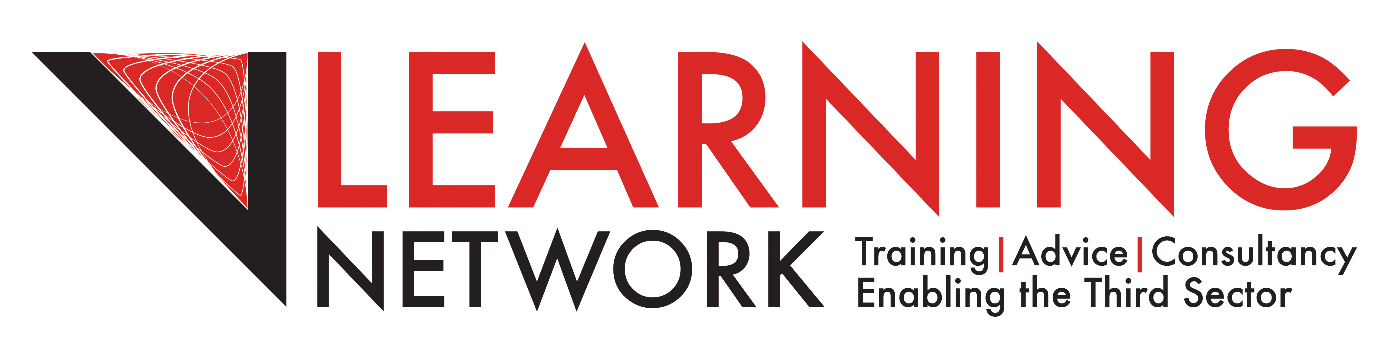 LEARNING
NETWORK
Training|Advice|Consultancy
Enabling the Third Sector